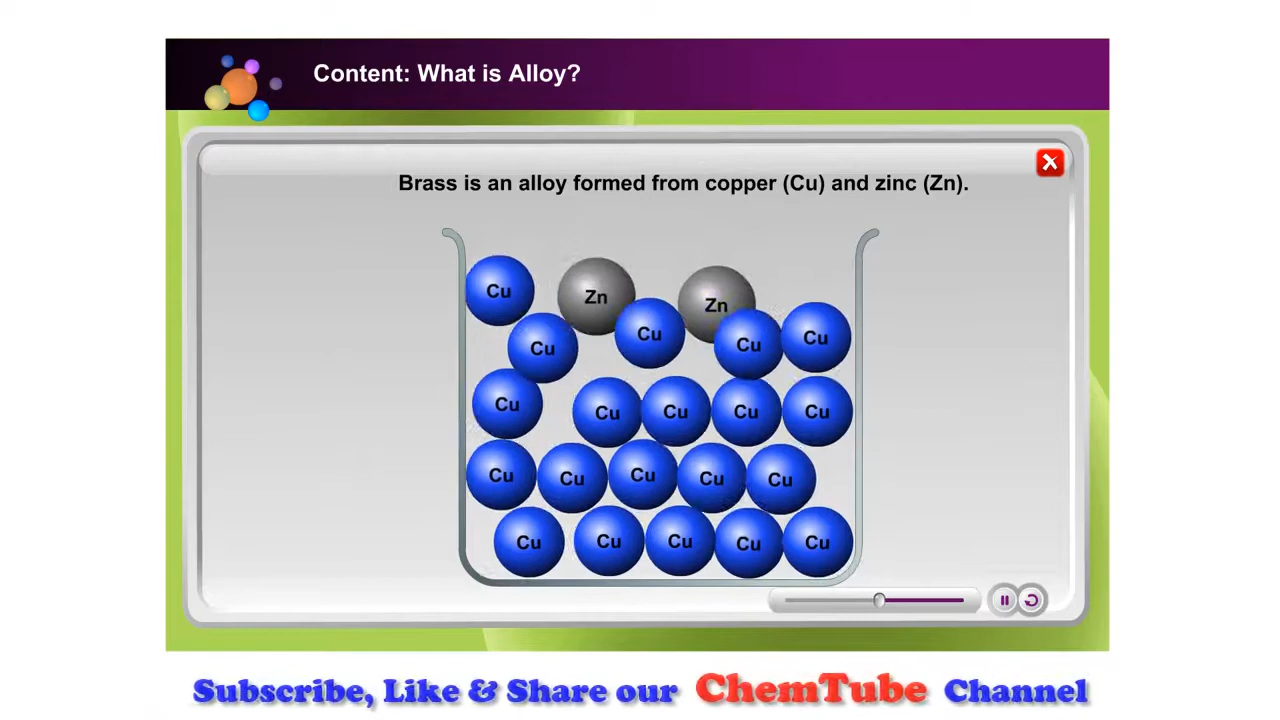 Content: What is Alloy?
Brass is an alloy formed from copper (Cu) and zinc (Zn).
Cu Zn Zn
Cu Cu Cu Cu
Cu Cu Cu Cu Cu
Cu Cu Cu Cu Cu
Cu Cu Cu Cu Cu
Subscribe, Like & Share our ChemTube Channel